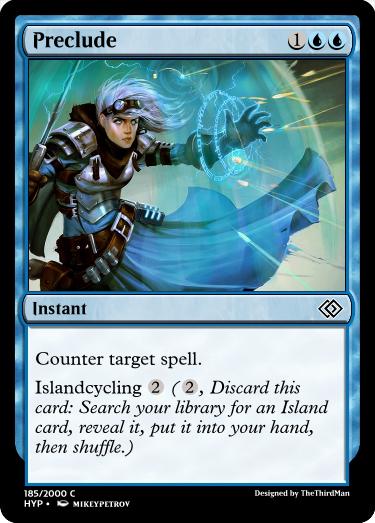 Preclude 1
Instant
Counter target spell.
Islandcycling 2 (2, Discard this
card: Search your library for an Island
card, reveal it, put it into your hand,
then shuffle.)
185/2000 C
HYP • MIKEYPETROV
Designed by TheThirdMan